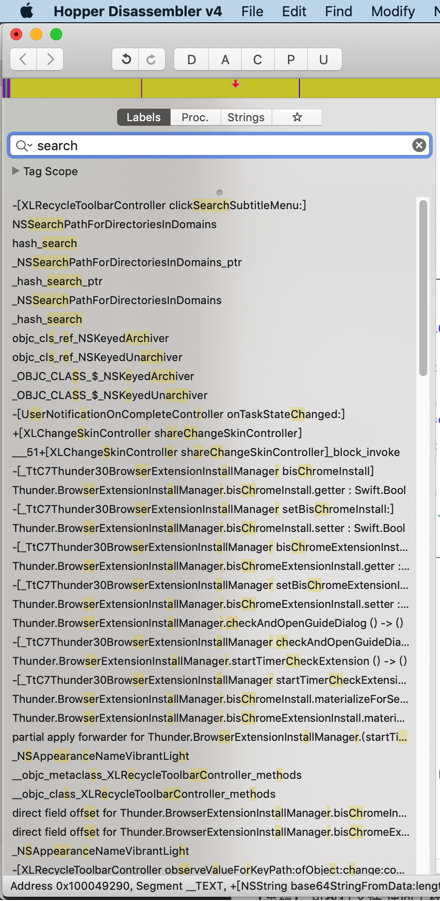 Hopper Disassembler v4 File Edit Find Modify
D A C P U
Labels Proc. Strings
search
Tag Scope
-[XLRecycleToolbarController clickSearchSubtitleMenu:]
NSSearchPathForDirectoriesInDomains
hash_search
_NSSearchPathForDirectoriesInDomains_ptr
_hash_search_ptr
_NSSearchPathForDirectoriesInDomains
_hash_search
objc_cls_ref_NSKeyedArchiver
objc_cls_ref_NSKeyedUnarchiver
_OBJC_CLASS_$_NSKeyedArchiver
_OBJC_CLASS_$_NSKeyedUnarchiver
-[UserNotificationOnCompleteController onTaskStateChanged:]
+[XLChangeSkinController shareChangeSkinController]
___51+[XLChangeSkinController shareChangeSkinController]_block_invoke
-[_TtC7Thunder30BrowserExtensionInstallManager bisChromeInstall]
Thunder.BrowserExtensionInstallManager.bisChromeInstall.getter : Swift.Bool
-[_TtC7Thunder30BrowserExtensionInstallManager setBisChromeInstall:]
Thunder.BrowserExtensionInstallManager.bisChromeInstall.setter : Swift.Bool
-[_TtC7Thunder30BrowserExtensionInstallManager bisChromeExtensionInst...
Thunder.BrowserExtensionInstallManager.bisChromeExtensionInstall.getter :...
-[_TtC7Thunder30BrowserExtensionInstallManager setBisChromeExtensionI...
Thunder.BrowserExtensionInstallManager.bisChromeExtensionInstall.setter :...
Thunder.BrowserExtensionInstallManager.checkAndOpenGuideDialog () -> ()
-[_TtC7Thunder30BrowserExtensionInstallManager checkAndOpenGuideDia...
Thunder.BrowserExtensionInstallManager.startTimerCheckExtension () -> ()
-[_TtC7Thunder30BrowserExtensionInstallManager startTimerCheckExtensi...
Thunder.BrowserExtensionInstallManager.bisChromeInstall.materializeForSe...
Thunder.BrowserExtensionInstallManager.bisChromeExtensionInstall.materi...
partial apply forwarder for Thunder.BrowserExtensionInstallManager.(startTi...
_NSAppearanceNameVibrantLight
__objc_metaclass_XLRecycleToolbarController_methods
__objc_class_XLRecycleToolbarController_methods
direct field offset for Thunder.BrowserExtensionInstallManager.bisChromeIn...
direct field offset for Thunder.BrowserExtensionInstallManager.bisChromeEx...
_NSAppearanceNameVibrantLight
-[XLRecycleToolbarController observeValueForKeyPath:ofObject:change:co...
Address 0x100049290, Segment __TEXT, +[NSString base64StringFromData:lengt